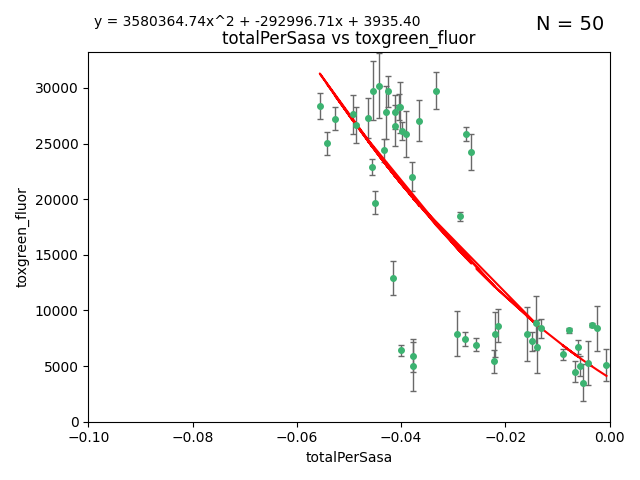 y = 3580364.74x^2 + -292996.71x + 3935.40
N = 50
totalPerSasa vs toxgreen_fluor
30000
25000
20000
15000
10000
5000
0
toxgreen_fluor
−0.10
−0.08
−0.06
−0.04
−0.02
0.00
totalPerSasa